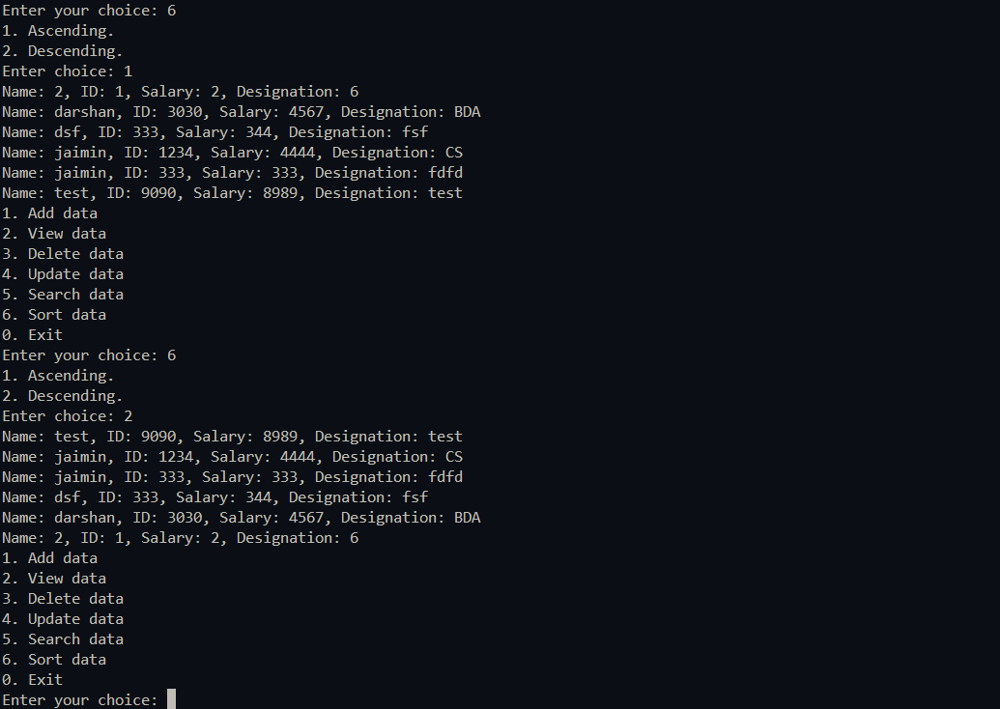 Enter your choice: 6
1. Ascending.
2. Descending.
Enter choice: 1
Name: 2, ID: 1, Salary: 2, Designation: 6
Name: darshan, ID: 3030, Salary: 4567, Designation: BDA
Name: dsf, ID: 333, Salary: 344, Designation: fsf
Name: jaimin, ID: 1234, Salary: 4444, Designation: CS
Name: jaimin, ID: 333, Salary: 333, Designation: fdfd
Name: test, ID: 9090, Salary: 8989, Designation: test
1. Add data
2. View data
3. Delete data
4. Update data
5. Search data
6. Sort data
0. Exit
Enter your choice: 6
1. Ascending.
2. Descending.
Enter choice: 2
Name: test, ID: 9090, Salary: 8989, Designation: test
Name: jaimin, ID: 1234, Salary: 4444, Designation: CS
Name: jaimin, ID: 333, Salary: 333, Designation: fdfd
Name: dsf, ID: 333, Salary: 344, Designation: fsf
Name: darshan, ID: 3030, Salary: 4567, Designation: BDA
Name: 2, ID: 1, Salary: 2, Designation: 6
1. Add data
2. View data
3. Delete data
4. Update data
5. Search data
6. Sort data
0. Exit
Enter your choice: